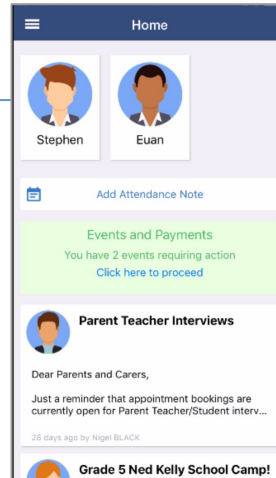 Home
Stephen Euan
Add Attendance Note
Events and Payments
You have 2 events requiring action
Click here to proceed
Parent Teacher Interviews
Dear Parents and Carers,
Just a reminder that appointment bookings are
currently open for Parent Teacher/Student interv...
28 days ago by Nigel BLACK
Grade 5 Ned Kelly School Camp!